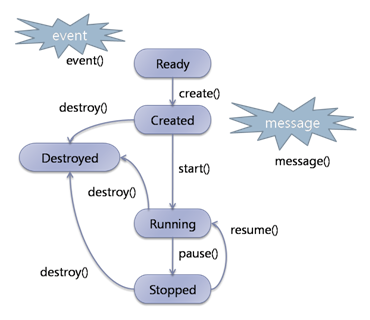 event
event()
Ready
create()
destroy()
Created
message
message()
Destroyed
start()
destroy()
Running
resume()
pause()
destroy()
Stopped